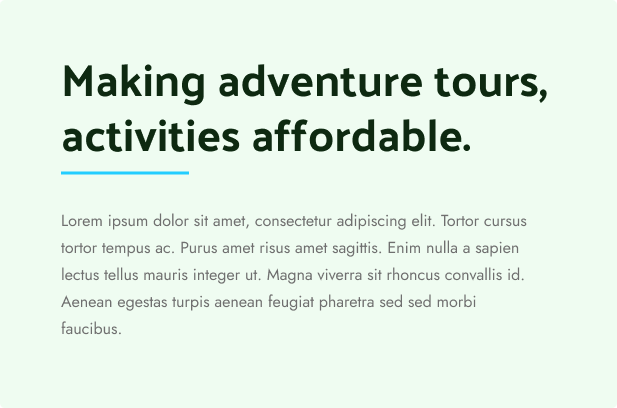 Making adventure tours,
activities affordable.
Lorem ipsum dolor sit amet, consectetur adipiscing elit. Tortor cursus
tortor tempus ac. Purus amet risus amet sagittis. Enim nulla a sapien
lectus tellus mauris integer ut. Magna viverra sit rhoncus convallis id.
Aenean egestas turpis aenean feugiat pharetra sed sed morbi
faucibus.